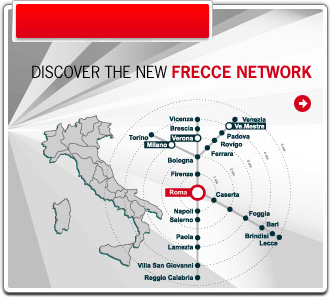 DISCOVER THE NEW FRECCE NETWORK
Vicenza
Venezia
Brescia
Ve.Mestre
Torino
Verona
Padova
Milano
Rovigo
Ferrara
Bologna
Firenze
Roma
Caserta
Napoli
Foggia
Salerno
Bari
Paola
Brindisi
Lecce
Lamezia
Villa San Giovanni
Reggio Calabria